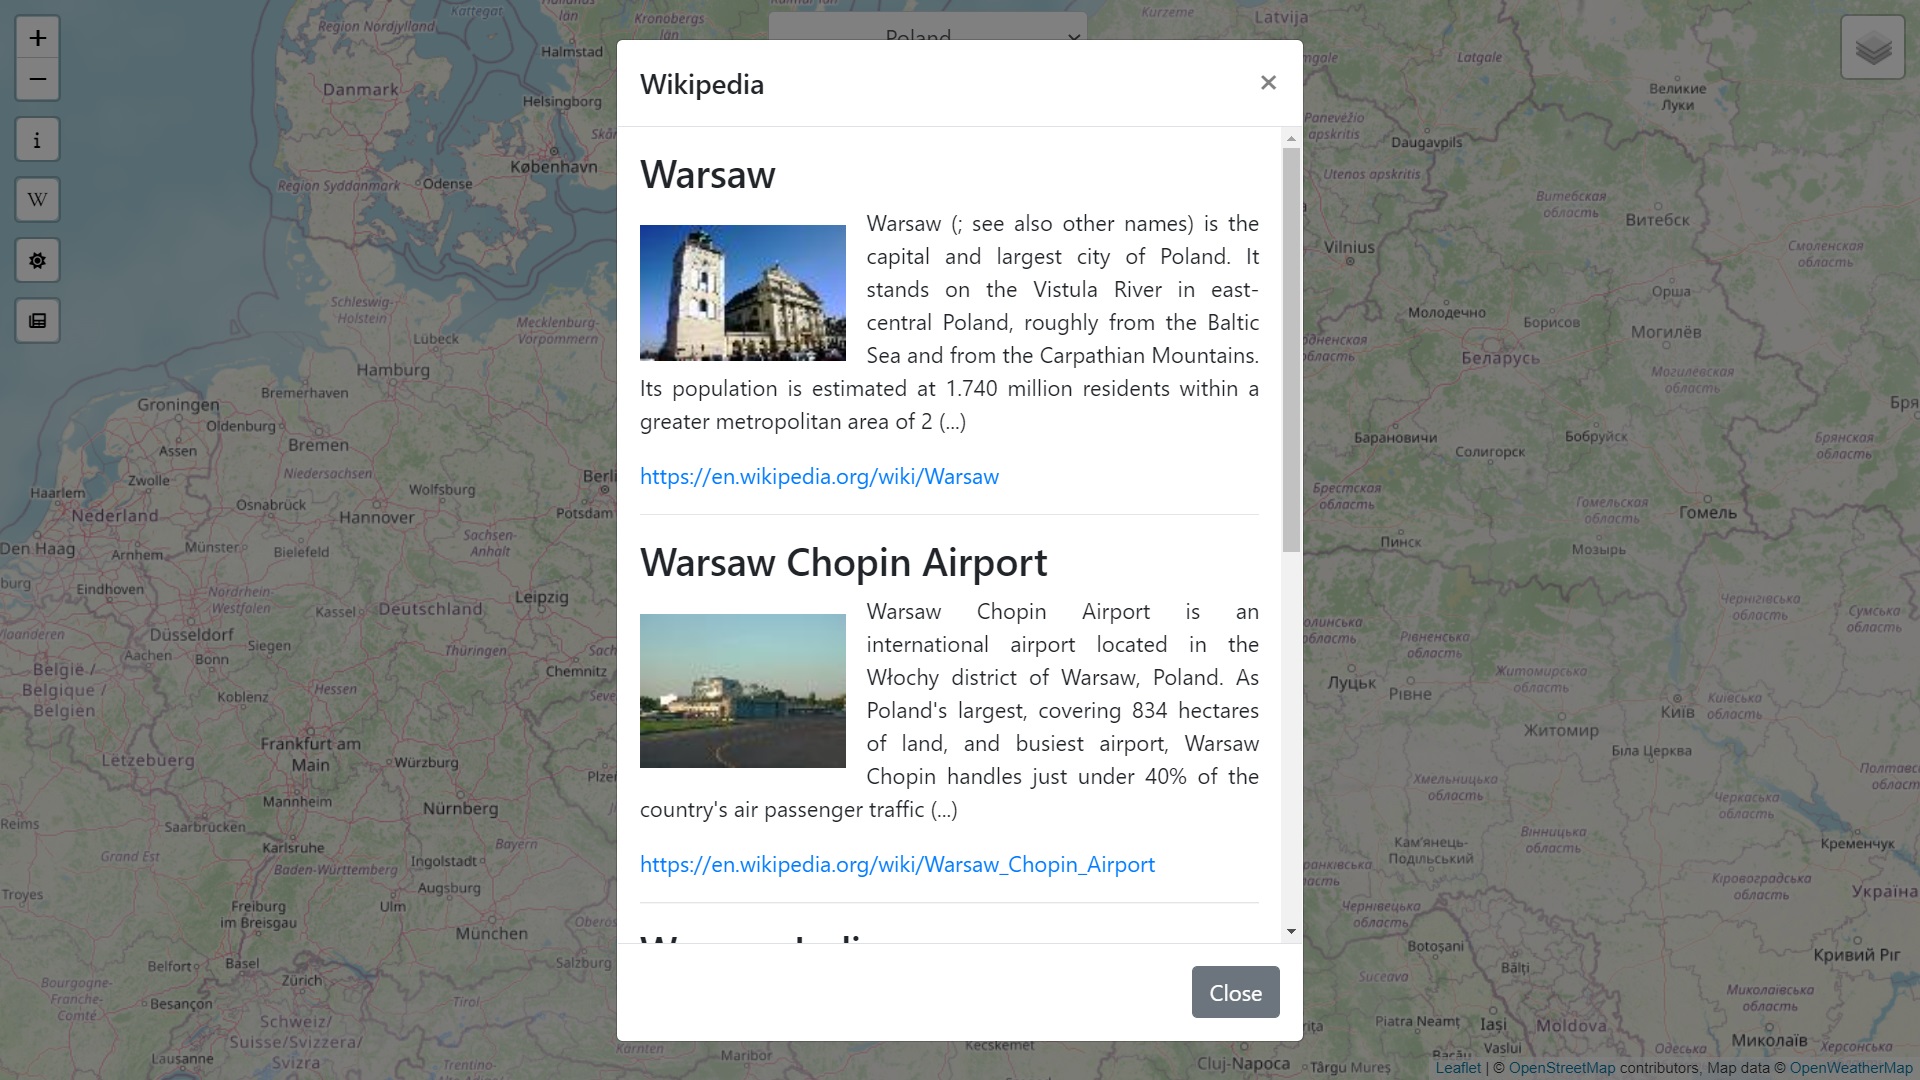 Wikipedia
×
Warsaw
Warsaw (; see also other names) is the
capital and largest city of Poland. It
stands on the Vistula River in east-
central Poland, roughly from the Baltic
Sea and from the Carpathian Mountains.
Its population is estimated at 1.740 million residents within a
greater metropolitan area of 2 (...)
https://en.wikipedia.org/wiki/Warsaw
Warsaw Chopin Airport
Warsaw Chopin Airport is an
international airport located in the
Włochy district of Warsaw, Poland. As
Poland's largest, covering 834 hectares
of land, and busiest airport, Warsaw
Chopin handles just under 40% of the
country's air passenger traffic (...)
https://en.wikipedia.org/wiki/Warsaw_Chopin_Airport
Close
Poland
+
−
i
W
Region Nordjylland
Kattegat
Halmstad
Kronobergs
län
Danmark
Helsingborg
København
Region Syddanmark
Odense
Schleswig-
Holstein
Lübeck
Mecklenburg-
Vorpommern
Hamburg
Bremerhaven
Groningen
Oldenburg
Assen
Bremen
Niedersachsen
Zwolle
Wolfsburg
Haarlem
Osnabrück
Hannover
Potsdam
Nederland
Sachsen-
Anhalt
Den Haag
Arnhem
Münster
Bielefeld
Eindhoven
Nordrhein-
Westfalen
Kassel
Deutschland
Leipzig
Düsseldorf
Siegen
Aachen
Bonn
Thüringen
Chemnitz
België /
Belgique /
Belgien
Koblenz
Hessen
Frankfurt am
Main
Würzburg
Letzebuerg
Mannheim
Nürnberg
Reims
Saarbrücken
Karlsruhe
Bayern
Grand Est
Ingolstadt
Baden-Württemberg
Augsburg
Troyes
Ulm
Freiburg
im Breisgau
München
Belfort
Basel
Salzburg
Zürich
Bourgogne-
Franche-
Comté
Besançon
Tirol
Schweiz/
Suisse/Svizzera/
Svizra
Lausanne
Trentino-
Kärnten
Maribor
Kecskemét
Kurzeme
Latvija
Latgale
Великие
Луки
Panevėžio
apskritis
Daugavpils
Utenos apskritis
Витебская
область
Витебск
Vilnius
Смоленская
область
Орша
Молодечно
Борисов
Могилёв
Беларусь
Могилевская
область
Барановичи
Бобруйск
Брянская
область
Солигорск
Брестская
область
Гомельская
область
Гомель
Пинск
Мозырь
Чернігівська
область
Сумська
область
Рівненська
область
Житомирська
область
Луцьк
Рівне
Київська
область
Київ
Житомир
Біла Церква
Хмельницька
область
Черкаська
область
Вінницька
область
Кам'янець-
Подільський
Кременчук
Кіровоградська
область
Україна
Чернівецька
область
Botoșani
Кривий Ріг
Bălți
Suceava
Миколаївська
область
Piatra Neamț
Iași
Moldova
Миколаїв
Bacău
Vaslui
Одеська
область
Херсонська
Cluj-Napoca
Târgu Mureș
Leaflet | © OpenStreetMap contributors, Map data © OpenWeatherMap